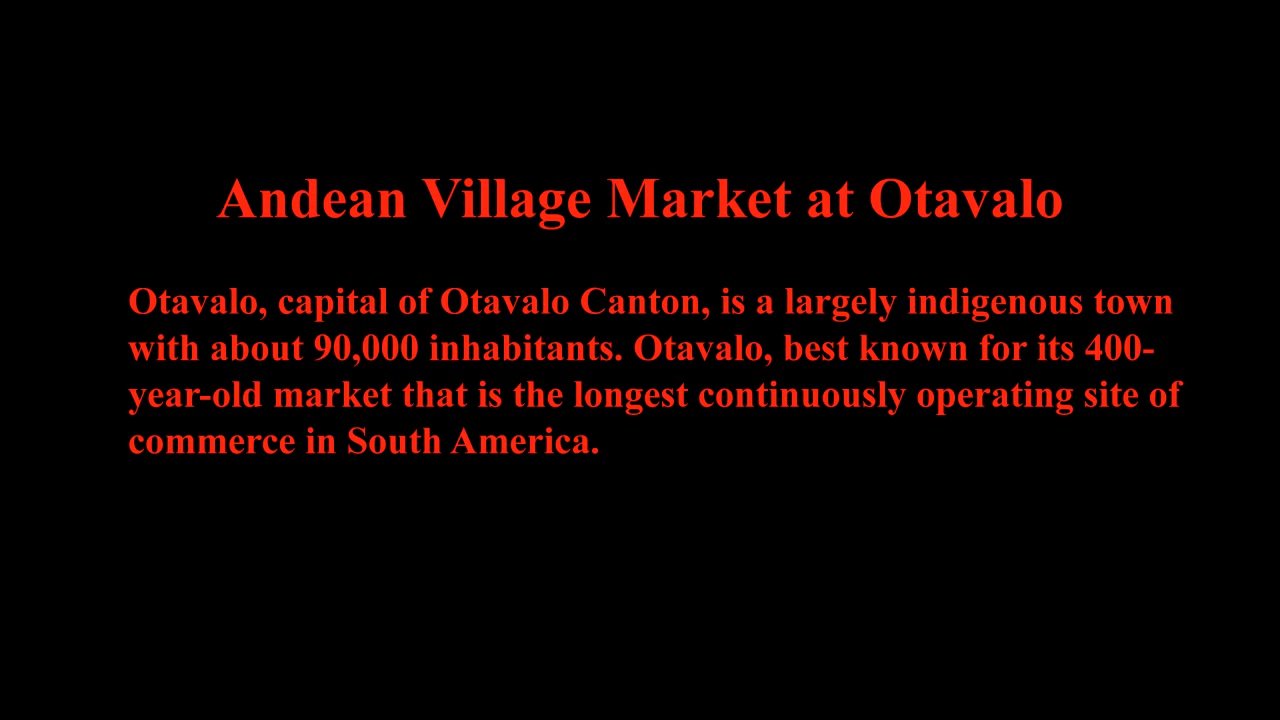 Andean Village Market at Otavalo
Otavalo, capital of Otavalo Canton, is a largely indigenous town
with about 90,000 inhabitants. Otavalo, best known for its 400-
year-old market that is the longest continuously operating site of
commerce in South America.